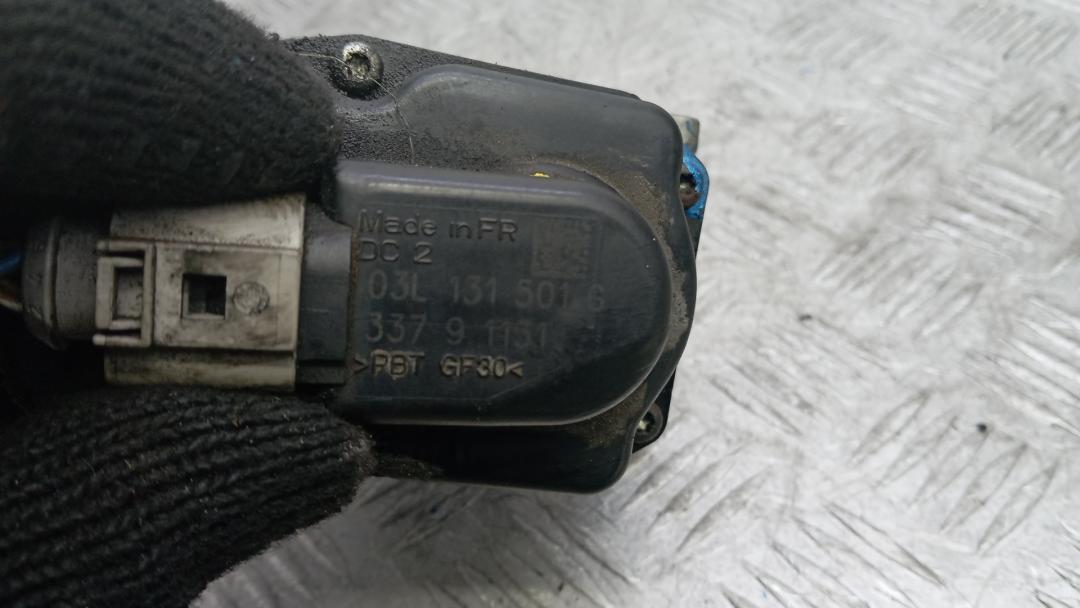 Made in FR
DC 2
03L 131 501 G
337 9 1131
>PBT GF30<